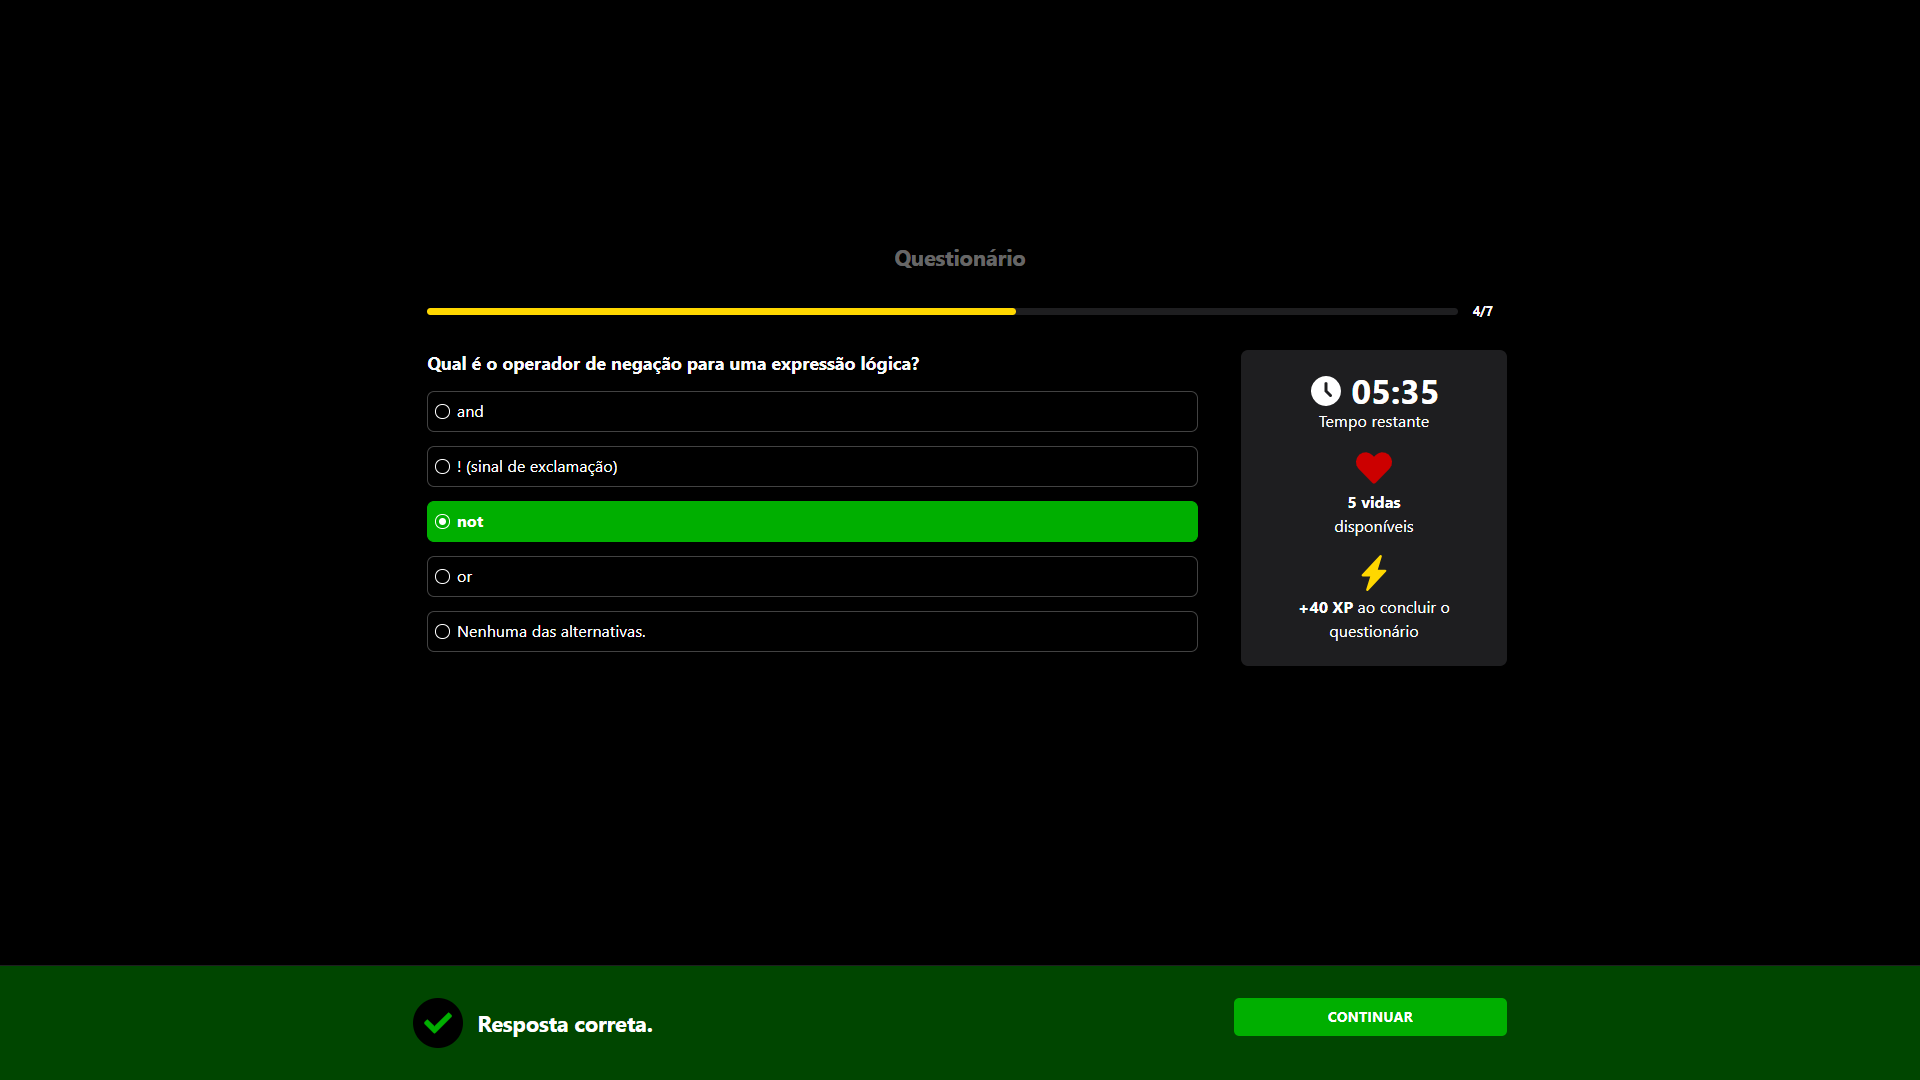 Questionário
4/7
Qual é o operador de negação para uma expressão lógica?
and
! (sinal de exclamação)
not
or
Nenhuma das alternativas.
05:35
Tempo restante
5 vidas
disponíveis
+40 XP ao concluir o
questionário
Resposta correta.
CONTINUAR